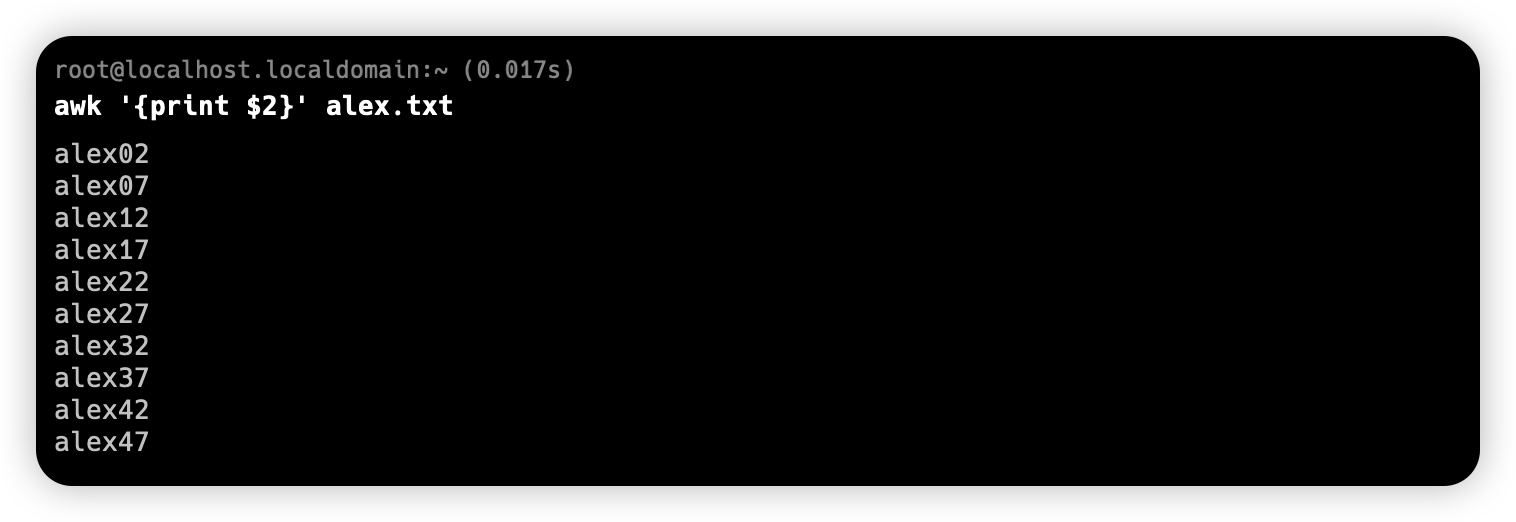 root@localhost.localdomain:~ (0.017s)
awk '{print $2}' alex.txt
alex02
alex07
alex12
alex17
alex22
alex27
alex32
alex37
alex42
alex47